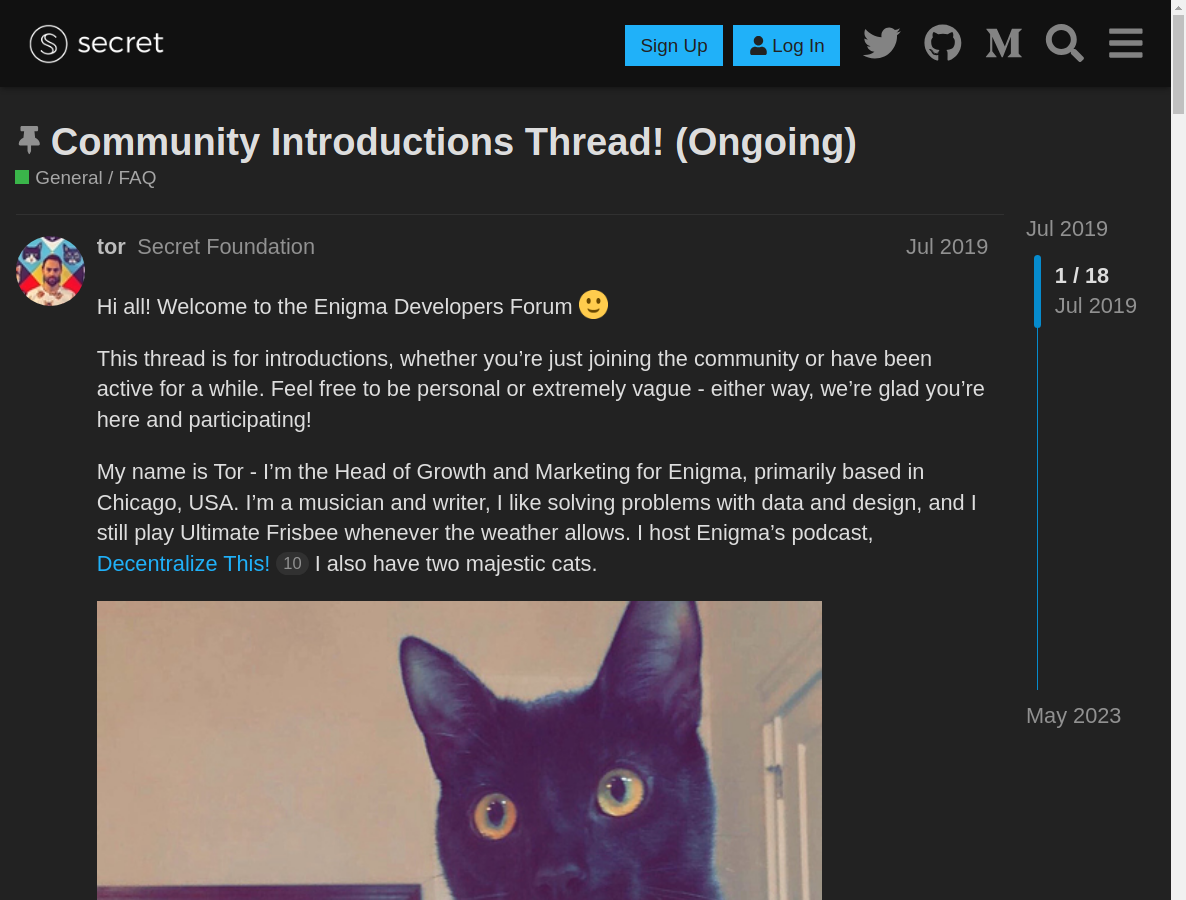 secret
Sign Up
Log In
Community Introductions Thread! (Ongoing)
General / FAQ
tor Secret Foundation Jul 2019
Hi all! Welcome to the Enigma Developers Forum
This thread is for introductions, whether you’re just joining the community or have been
active for a while. Feel free to be personal or extremely vague - either way, we’re glad you’re
here and participating!
My name is Tor - I’m the Head of Growth and Marketing for Enigma, primarily based in
Chicago, USA. I’m a musician and writer, I like solving problems with data and design, and I
still play Ultimate Frisbee whenever the weather allows. I host Enigma’s podcast,
Decentralize This! 10 I also have two majestic cats.
Jul 2019
1 / 18
Jul 2019
May 2023